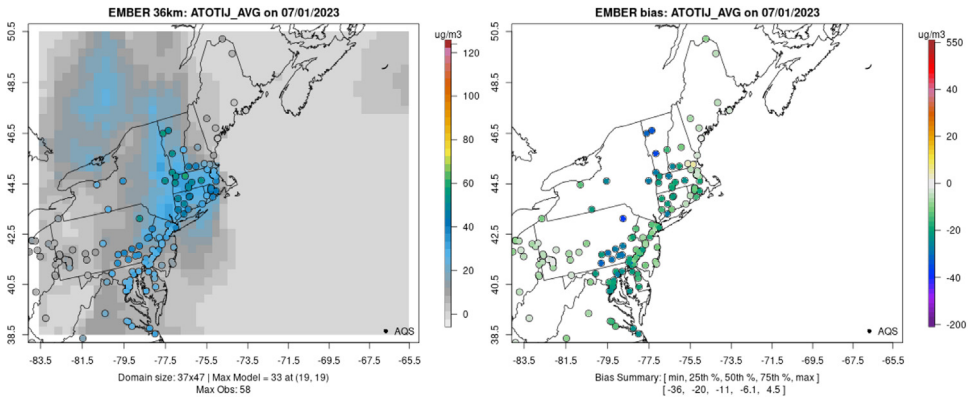 EMBER 36km: ATOTIJ_AVG on 07/01/2023
ug/m3
50.5
48.5
46.5
44.5
42.5
40.5
38.5
120
100
80
60
40
20
0
AQS
-83.5 -81.5 -79.5 -77.5 -75.5 -73.5 -71.5 -69.5 -67.5 -65.5
Domain size: 37x47 | Max Model = 33 at (19, 19)
Max Obs: 58
EMBER bias: ATOTIJ_AVG on 07/01/2023
ug/m3
50.5
48.5
46.5
44.5
42.5
40.5
38.5
550
40
20
0
-20
-40
-200
AQS
-83.5 -81.5 -79.5 -77.5 -75.5 -73.5 -71.5 -69.5 -67.5 -65.5
Bias Summary: [ min, 25th %, 50th %, 75th %, max ]
[ -36, -20, -11, -6.1, 4.5 ]